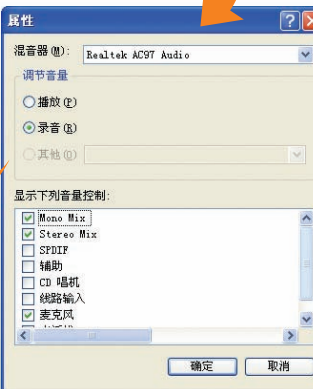 属性
混音器(M): Realtek AC97 Audio
调节音量
播放(P)
录音(R)
其他(O)
显示下列音量控制:
Mono Mix
Stereo Mix
SPDIF
辅助
CD 唱机
线路输入
麦克风
确定 取消